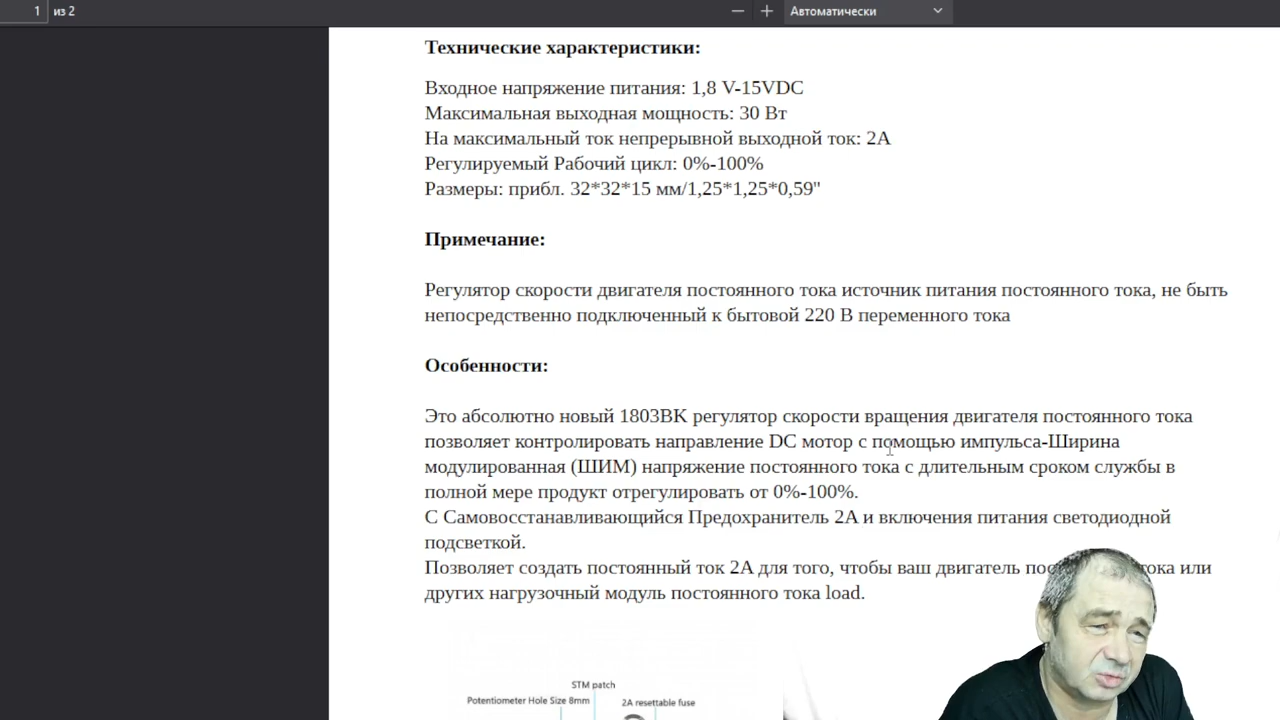 1 из 2
Автоматически
Технические характеристики:
Входное напряжение питания: 1,8 V-15VDC
Максимальная выходная мощность: 30 Вт
На максимальный ток непрерывной выходной ток: 2А
Регулируемый Рабочий цикл: 0%-100%
Размеры: прибл. 32*32*15 мм/1,25*1,25*0,59"
Примечание:
Регулятор скорости двигателя постоянного тока источник питания постоянного тока, не быть
непосредственно подключенный к бытовой 220 В переменного тока
Особенности:
Это абсолютно новый 1803BK регулятор скорости вращения двигателя постоянного тока
позволяет контролировать направление DC мотор с помощью импульса-Ширина
модулированная (ШИМ) напряжение постоянного тока с длительным сроком службы в
полной мере продукт отрегулировать от 0%-100%.
С Самовосстанавливающийся Предохранитель 2А и включения питания светодиодной
подсветкой.
Позволяет создать постоянный ток 2А для того, чтобы ваш двигатель тока или
других нагрузочный модуль постоянного тока load.
STM patch
Potentiometer Hole Size 8mm
2A resettable fuse